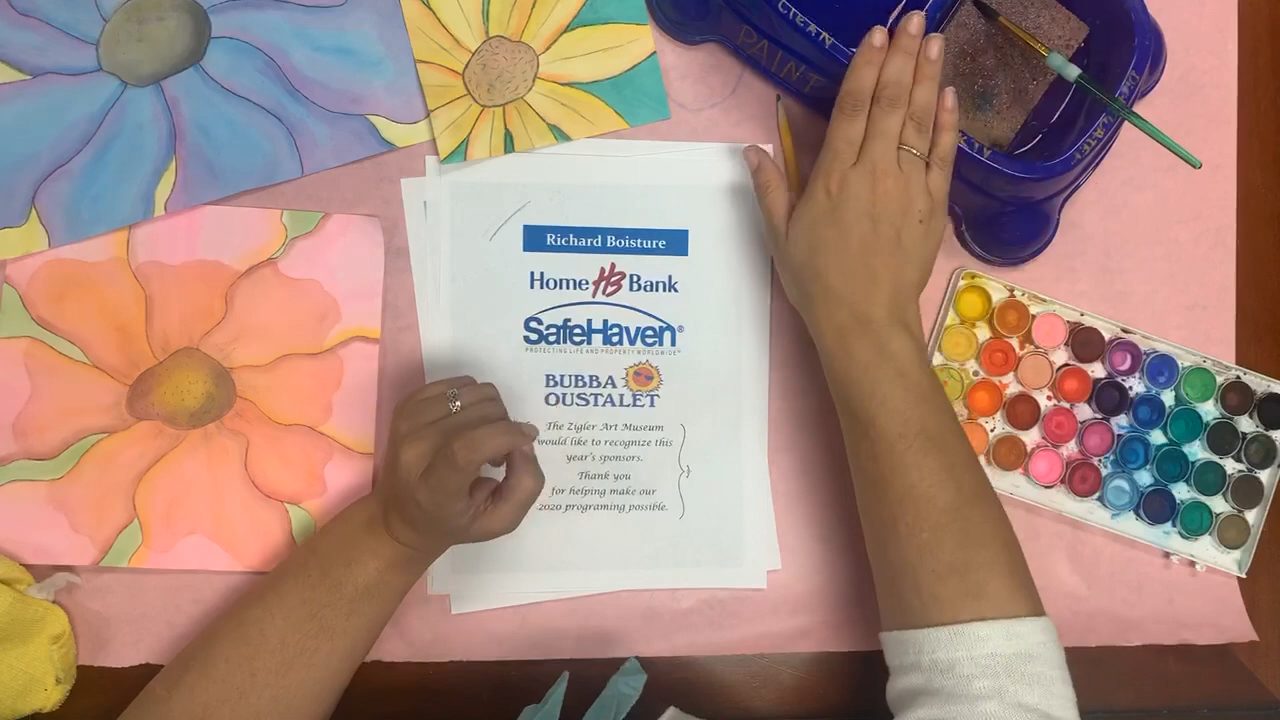 CLEAN
PAINT
Richard Boisture
Home HB Bank
SafeHaven®
PROTECTING LIFE AND PROPERTY WORLDWIDE
BUBBA
OUSTALET
The Zigler Art Museum
would like to recognize this
year's sponsors.
Thank you
for helping make our
2020 programing possible.